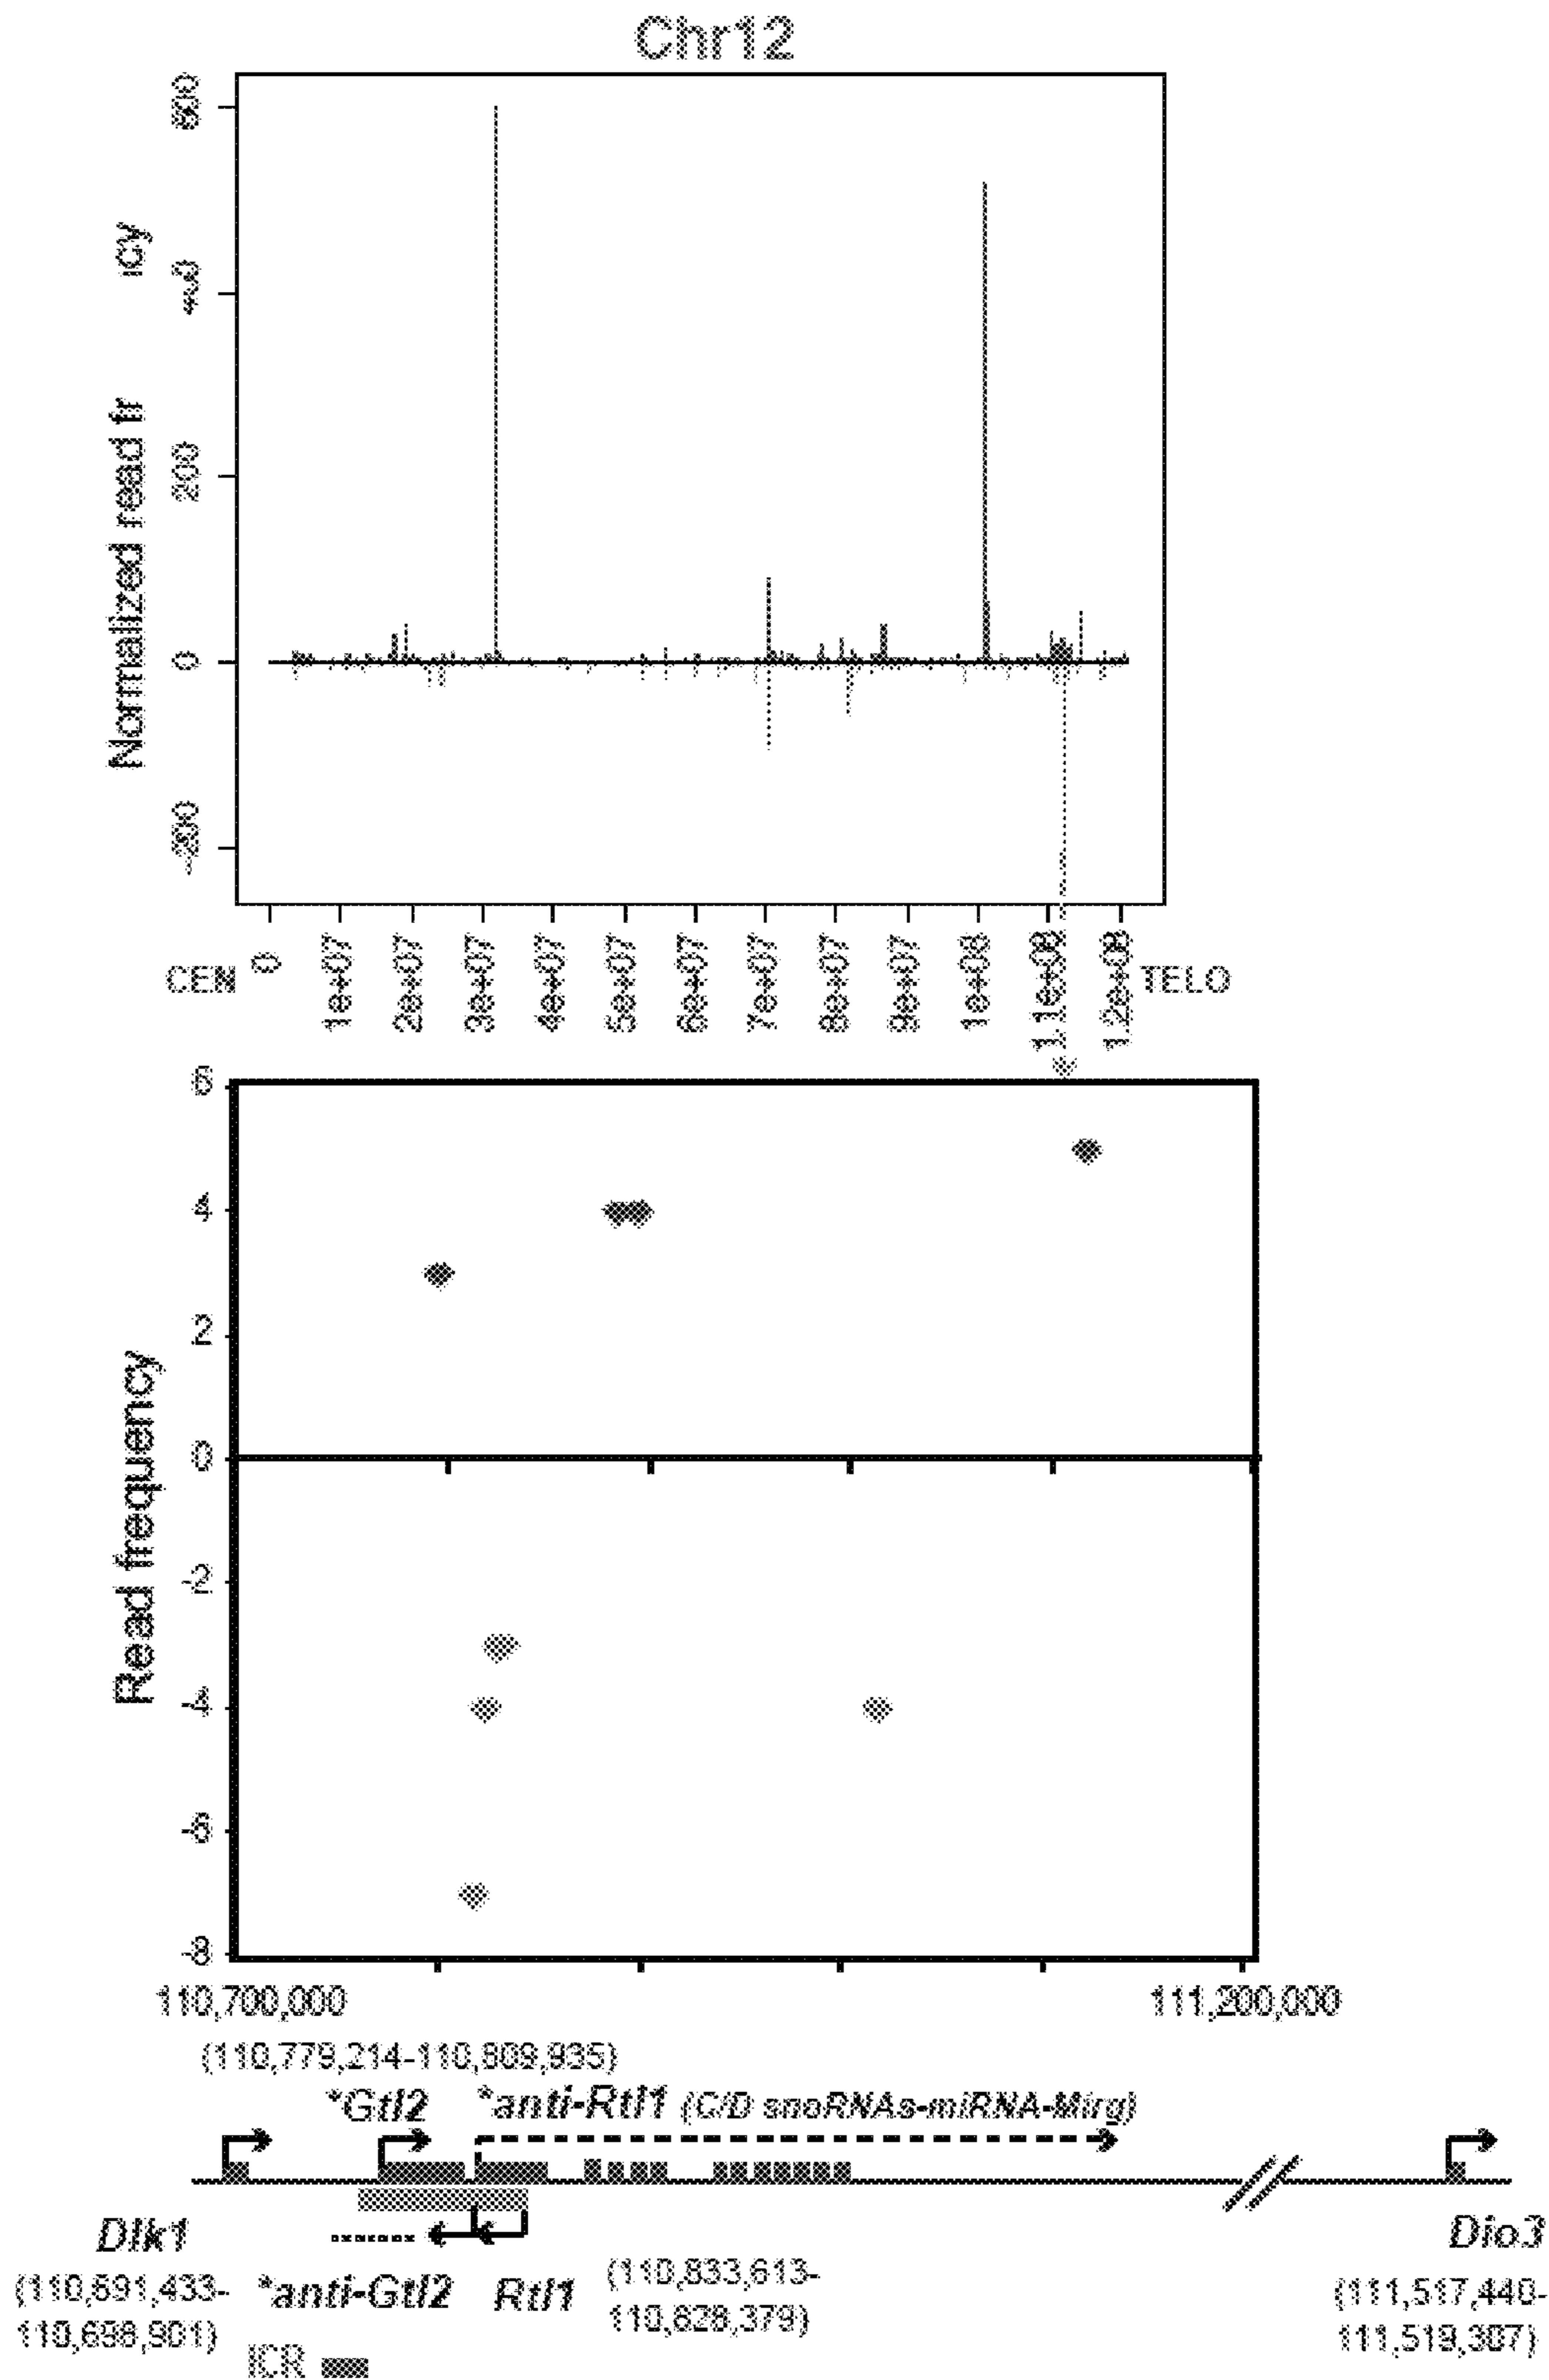 Chr12
Normalized read fr icy
600
400
200
0
-200
CEN
0
1e+07
2e+07
3e+07
4e+07
5e+07
6e+07
7e+07
8e+07
9e+07
1e+08
1.1e+08
1.2e+08
TELO
Read frequency
6
4
2
0
-2
-4
-6
-8
110,700,000
111,200,000
(110,779,214-110,809,935)
*Gtl2
*anti-Rtl1 (C/D snoRNAs-miRNA-Mirg)
Dlk1
(110,691,433-
110,698,901)
*anti-Gtl2
Rtl1
(110,833,613-
110,828,379)
Dio3
(111,517,440-
111,519,307)
ICR